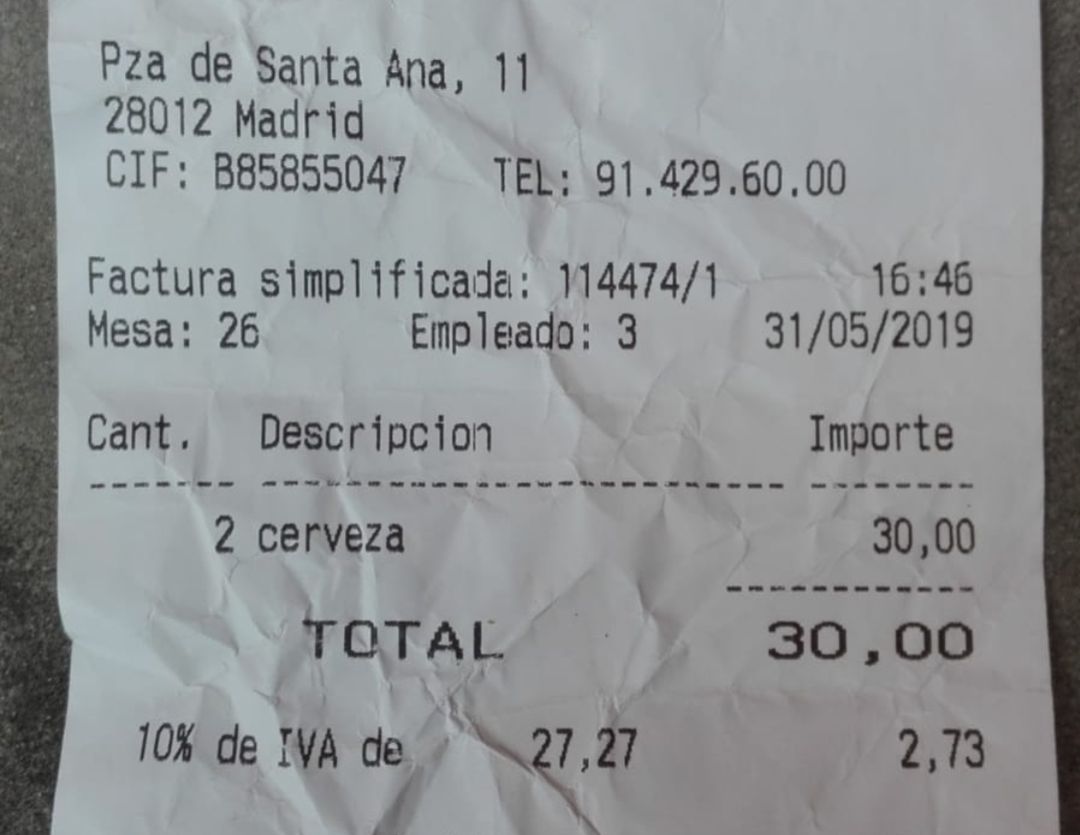 Pza de Santa Ana, 11
28012 Madrid
CIF: B85855047 TEL: 91.429.60.00
Factura simplificada: 114474/1 16:46
Mesa: 26 Empleado: 3 31/05/2019
Cant. Descripcion Importe
2 cerveza 30,00
TOTAL 30,00
10% de IVA de 27,27 2,73